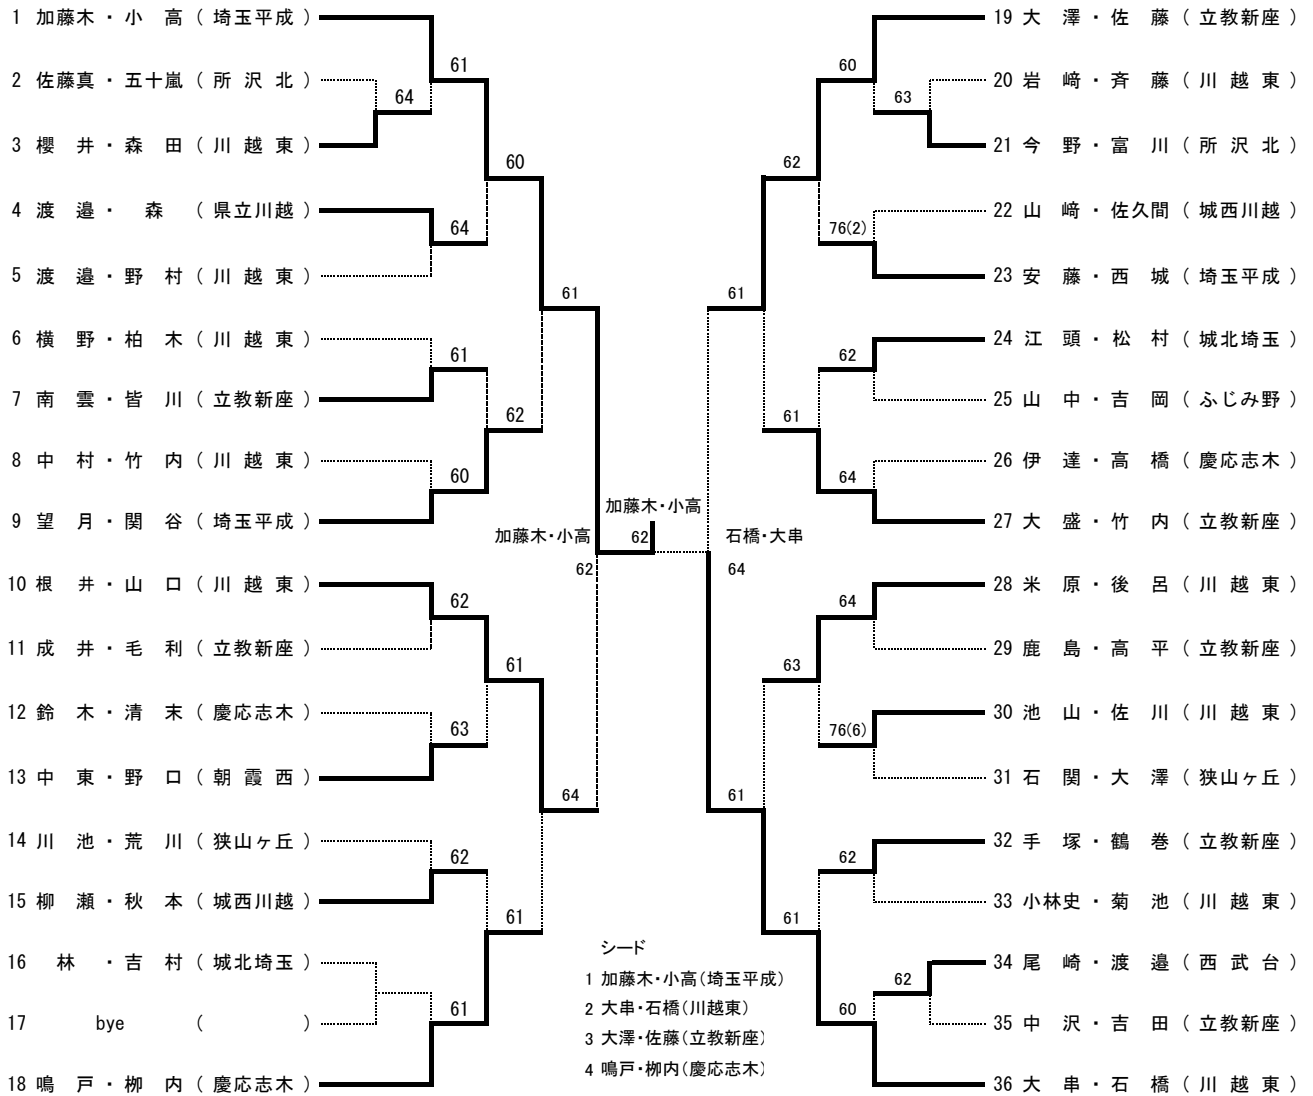 1 加藤木・小 高 ( 埼玉平成 )
2 佐藤真・五十嵐 ( 所 沢 北 )
3 櫻 井・森 田 ( 川 越 東 )
4 渡 邉・ 森 ( 県立川越 )
5 渡 邉・野 村 ( 川 越 東 )
6 横 野・柏 木 ( 川 越 東 )
7 南 雲・皆 川 ( 立教新座 )
8 中 村・竹 内 ( 川 越 東 )
9 望 月・関 谷 ( 埼玉平成 )
10 根 井・山 口 ( 川 越 東 )
11 成 井・毛 利 ( 立教新座 )
12 鈴 木・清 末 ( 慶応志木 )
13 中 東・野 口 ( 朝 霞 西 )
14 川 池・荒 川 ( 狭山ヶ丘 )
15 柳 瀬・秋 本 ( 城西川越 )
16 林 ・吉 村 ( 城北埼玉 )
17 bye ( )
18 鳴 戸・柳 内 ( 慶応志木 )
61
64
64
61
60
62
63
62
61
60
62
61
61
61
64
加藤木・小高
62
加藤木・小高
62
石橋・大串
64
61
61
62
61
63
61
60
63
76(2)
62
64
64
76(6)
62
62
60
19 大 澤・佐 藤 ( 立教新座 )
20 岩 﨑・斉 藤 ( 川 越 東 )
21 今 野・富 川 ( 所 沢 北 )
22 山 﨑・佐久間 ( 城西川越 )
23 安 藤・西 城 ( 埼玉平成 )
24 江 頭・松 村 ( 城北埼玉 )
25 山 中・吉 岡 ( ふじみ野 )
26 伊 達・高 橋 ( 慶応志木 )
27 大 盛・竹 内 ( 立教新座 )
28 米 原・後 呂 ( 川 越 東 )
29 鹿 島・高 平 ( 立教新座 )
30 池 山・佐 川 ( 川 越 東 )
31 石 関・大 澤 ( 狭山ヶ丘 )
32 手 塚・鶴 巻 ( 立教新座 )
33 小林史・菊 池 ( 川 越 東 )
34 尾 崎・渡 邉 ( 西 武 台 )
35 中 沢・吉 田 ( 立教新座 )
36 大 串・石 橋 ( 川 越 東 )
シード
1 加藤木・小高(埼玉平成)
2 大串・石橋(川越東)
3 大澤・佐藤(立教新座)
4 鳴戸・柳内(慶応志木)